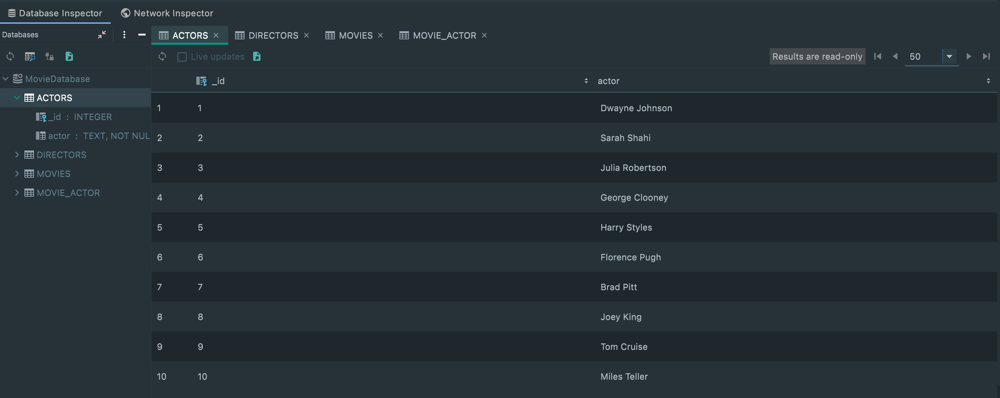 Database Inspector Network Inspector
Databases ACTORS DIRECTORS MOVIES MOVIE_ACTOR
Live updates Results are read-only 50
MovieDatabase
ACTORS
_id : INTEGER
actor : TEXT, NOT NUL
DIRECTORS
MOVIES
MOVIE_ACTOR
_id actor
1 1 Dwayne Johnson
2 2 Sarah Shahi
3 3 Julia Robertson
4 4 George Clooney
5 5 Harry Styles
6 6 Florence Pugh
7 7 Brad Pitt
8 8 Joey King
9 9 Tom Cruise
10 10 Miles Teller